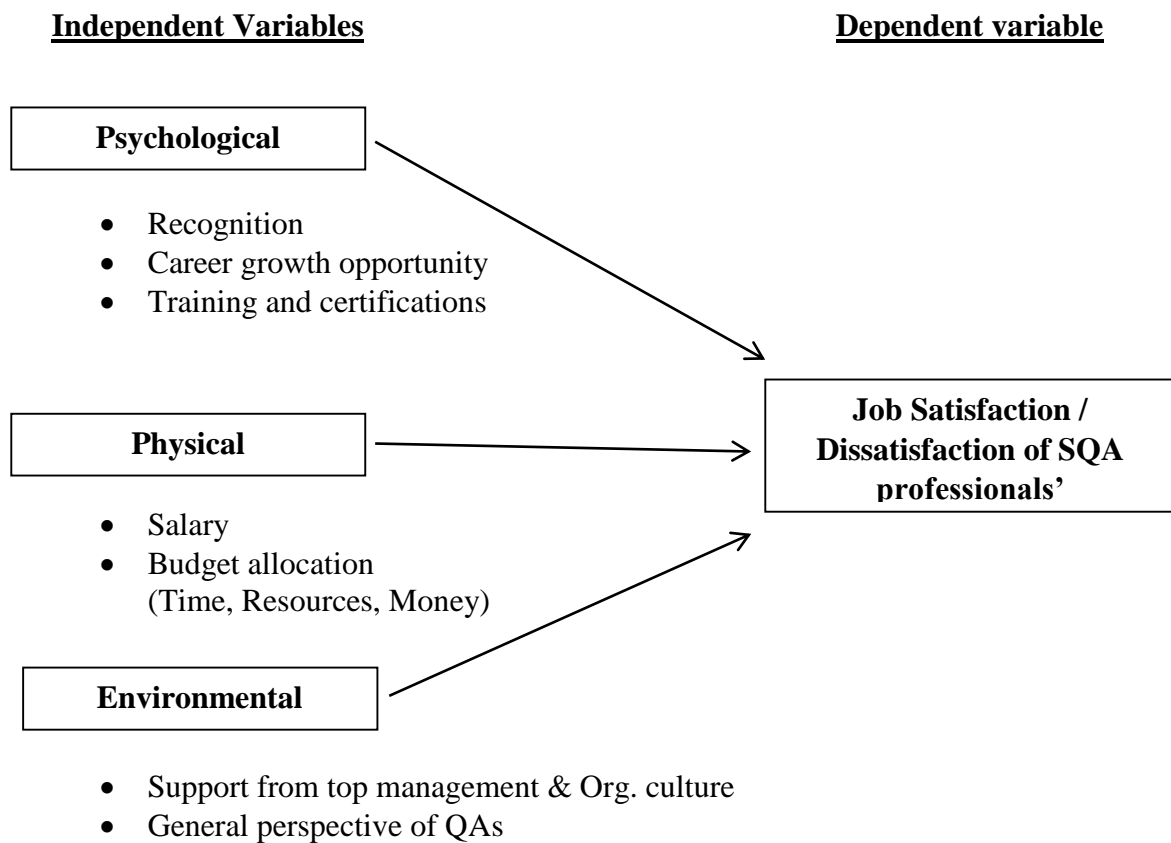 Independent Variables
Dependent variable
Psychological
• Recognition
• Career growth opportunity
• Training and certifications
Physical
• Salary
• Budget allocation
(Time, Resources, Money)
Environmental
• Support from top management & Org. culture
• General perspective of QAs
Job Satisfaction /
Dissatisfaction of SQA
professionals’